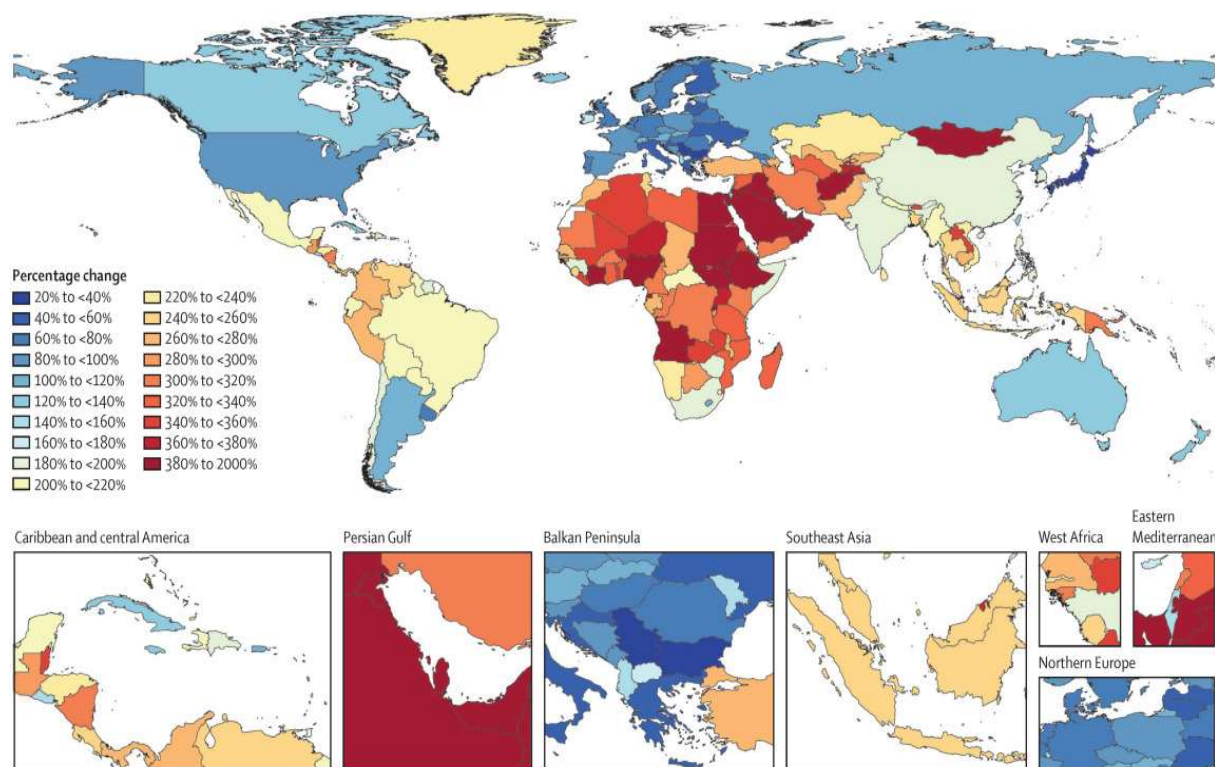 Percentage change
20% to <40%
40% to <60%
60% to <80%
80% to <100%
100% to <120%
120% to <140%
140% to <160%
160% to <180%
180% to <200%
200% to <220%
220% to <240%
240% to <260%
260% to <280%
280% to <300%
300% to <320%
320% to <340%
340% to <360%
360% to <380%
380% to 2000%
Caribbean and central America
Persian Gulf
Balkan Peninsula
Southeast Asia
West Africa
Eastern
Mediterranean
Northern Europe